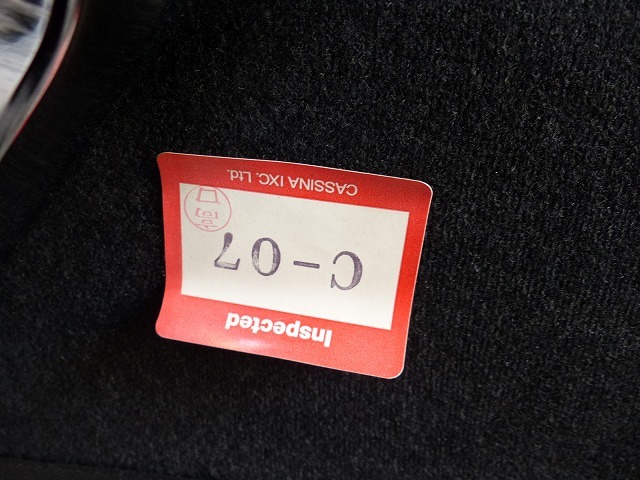 Inspected
C-07
CASSINA IXC. Ltd.